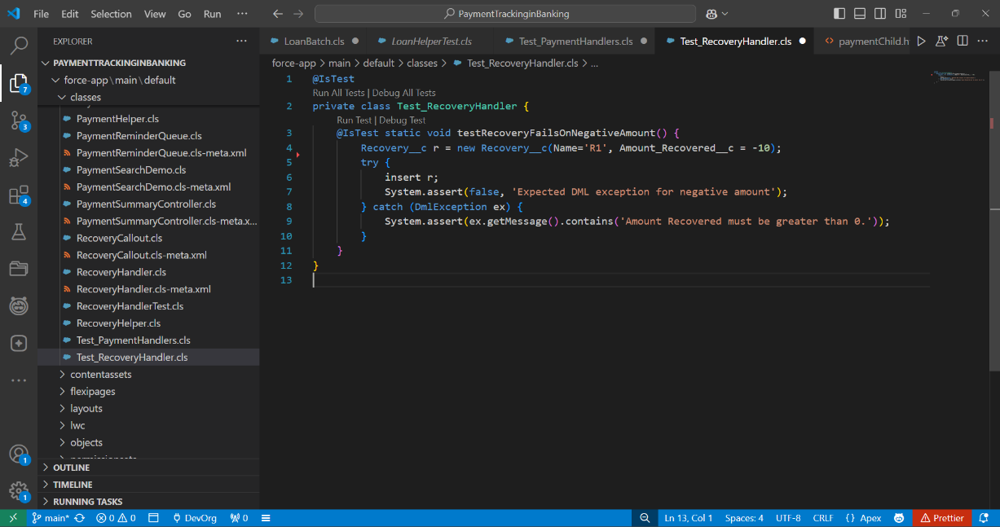 File Edit Selection View Go Run ··· PaymentTrackinginBanking
EXPLORER ···
PAYMENTTRACKINGINBANKING
force-app\main\default
classes
PaymentHelper.cls
PaymentReminderQueue.cls
PaymentReminderQueue.cls-meta.xml
PaymentSearchDemo.cls
PaymentSearchDemo.cls-meta.xml
PaymentSummaryController.cls
PaymentSummaryController.cls-meta.x...
RecoveryCallout.cls
RecoveryCallout.cls-meta.xml
RecoveryHandler.cls
RecoveryHandler.cls-meta.xml
RecoveryHandlerTest.cls
RecoveryHelper.cls
Test_PaymentHandlers.cls
Test_RecoveryHandler.cls
contentassets
flexipages
layouts
lwc
objects
OUTLINE
TIMELINE
RUNNING TASKS
7
3
4
1
1
LoanBatch.cls LoanHelperTest.cls Test_PaymentHandlers.cls Test_RecoveryHandler.cls paymentChild.h
force-app > main > default > classes > Test_RecoveryHandler.cls > ...
1 @IsTest
Run All Tests | Debug All Tests
2 private class Test_RecoveryHandler {
Run Test | Debug Test
3 @IsTest static void testRecoveryFailsOnNegativeAmount() {
4 Recovery__c r = new Recovery__c(Name='R1', Amount_Recovered__c = -10);
5 try {
6 insert r;
7 System.assert(false, 'Expected DML exception for negative amount');
8 } catch (DmlException ex) {
9 System.assert(ex.getMessage().contains('Amount Recovered must be greater than 0.'));
10 }
11 }
12 }
13
main* 0 0 DevOrg 0 Ln 13, Col 1 Spaces: 4 UTF-8 CRLF {} Apex Prettier